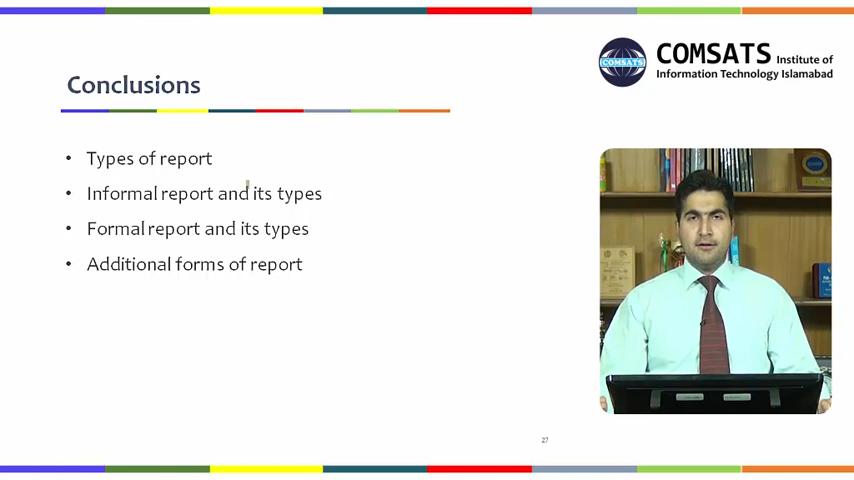 COMSATS Institute of
Information Technology Islamabad
COMSATS
Conclusions
• Types of report
• Informal report and its types
• Formal report and its types
• Additional forms of report
27